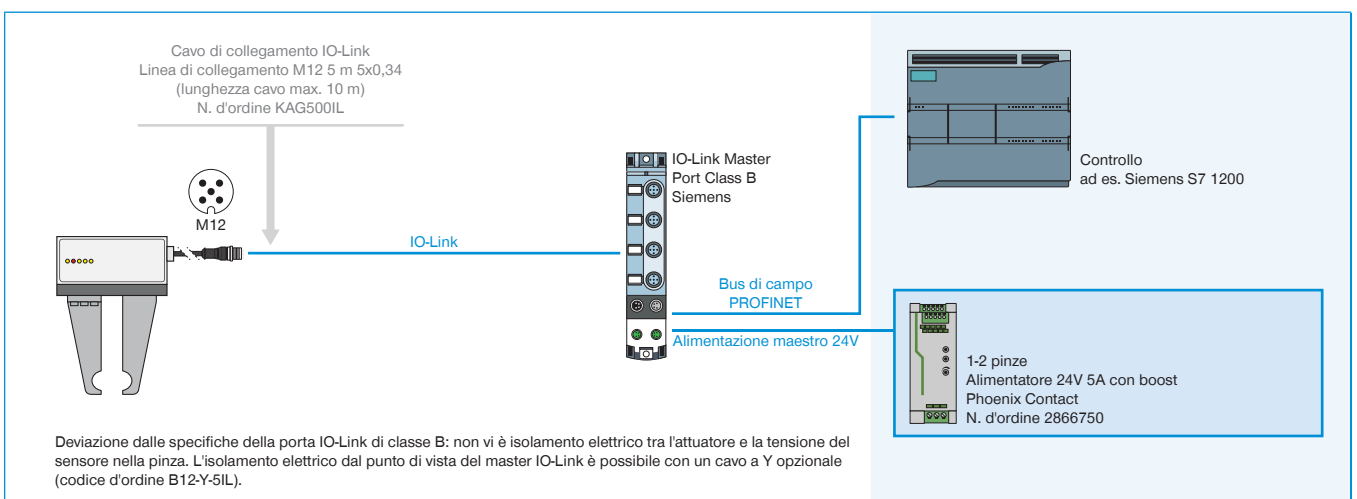 Cavo di collegamento IO-Link
Linea di collegamento M12 5 m 5x0,34
(lunghezza cavo max. 10 m)
N. d'ordine KAG500IL
M12
IO-Link
IO-Link Master
Port Class B
Siemens
Controllo
ad es. Siemens S7 1200
Bus di campo
PROFINET
Alimentazione maestro 24V
1-2 pinze
Alimentatore 24V 5A con boost
Phoenix Contact
N. d'ordine 2866750
Deviazione dalle specifiche della porta IO-Link di classe B: non vi è isolamento elettrico tra l'attuatore e la tensione del
sensore nella pinza. L'isolamento elettrico dal punto di vista del master IO-Link è possibile con un cavo a Y opzionale
(codice d'ordine B12-Y-5IL).